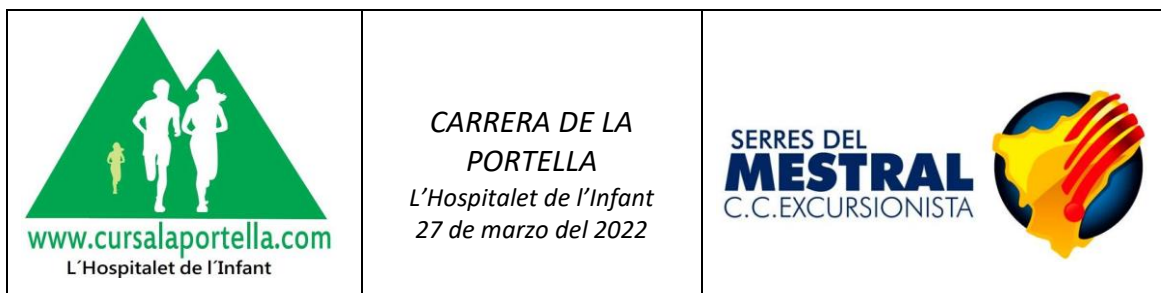 www.cursalaportella.com
L´Hospitalet de l´Infant
CARRERA DE LA
PORTELLA
L’Hospitalet de l’Infant
27 de marzo del 2022
SERRES DEL
MESTRAL
C.C.EXCURSIONISTA